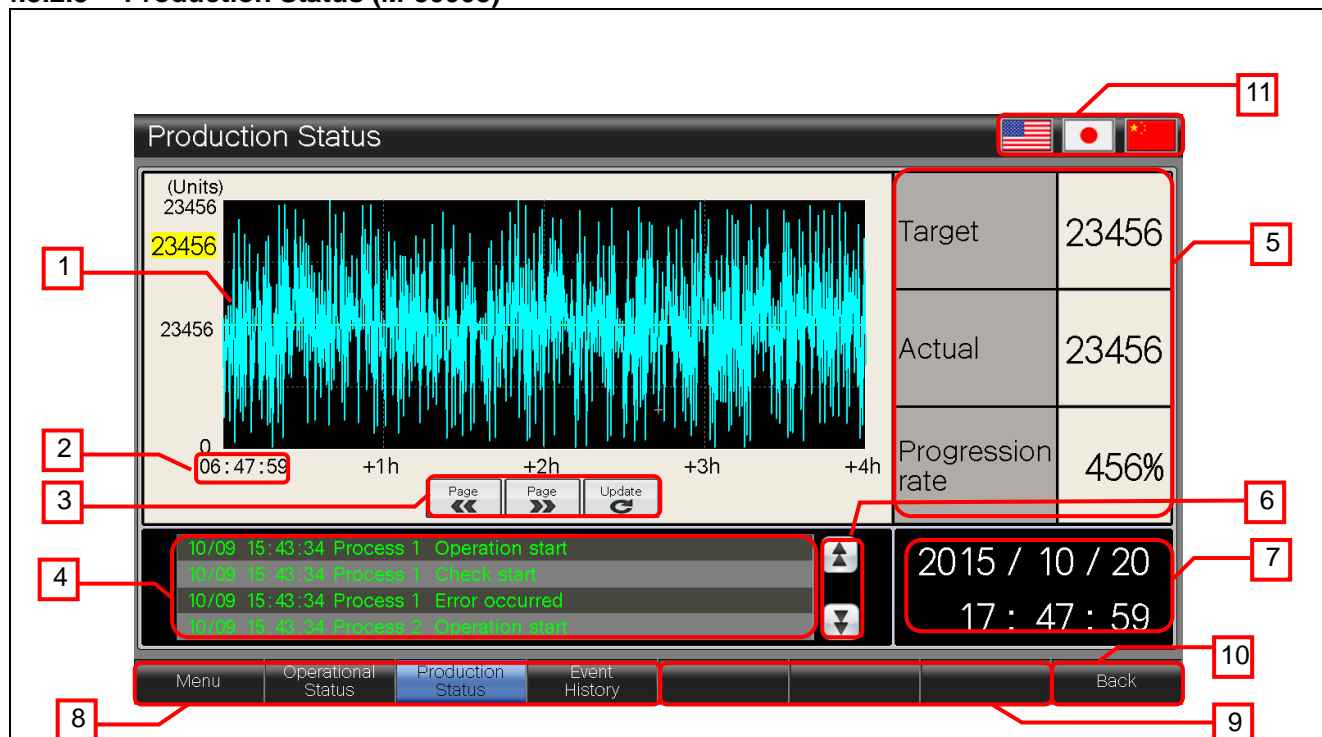 11
Production Status
(Units)
23456
23456
23456
0
06:47:59
+1h
+2h
+3h
+4h
Page
Page
Update
Target
23456
Actual
23456
Progression
rate
456%
1
2
3
4
5
6
7
10/09 15:43:34 Process 1 Operation start
10/09 15:43:34 Process 1 Check start
10/09 15:43:34 Process 1 Error occurred
10/09 15:43:34 Process 2 Operation start
2015 / 10 / 20
17 : 47 : 59
Menu
Operational
Status
Production
Status
Event
History
Back
8
9
10